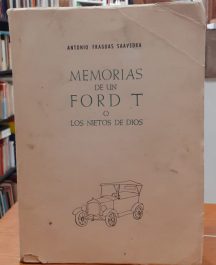 ANTONIO FRAGUAS SAAVEDRA
MEMORIAS
DE UN
FORD T
O
LOS NIETOS DE DIOS